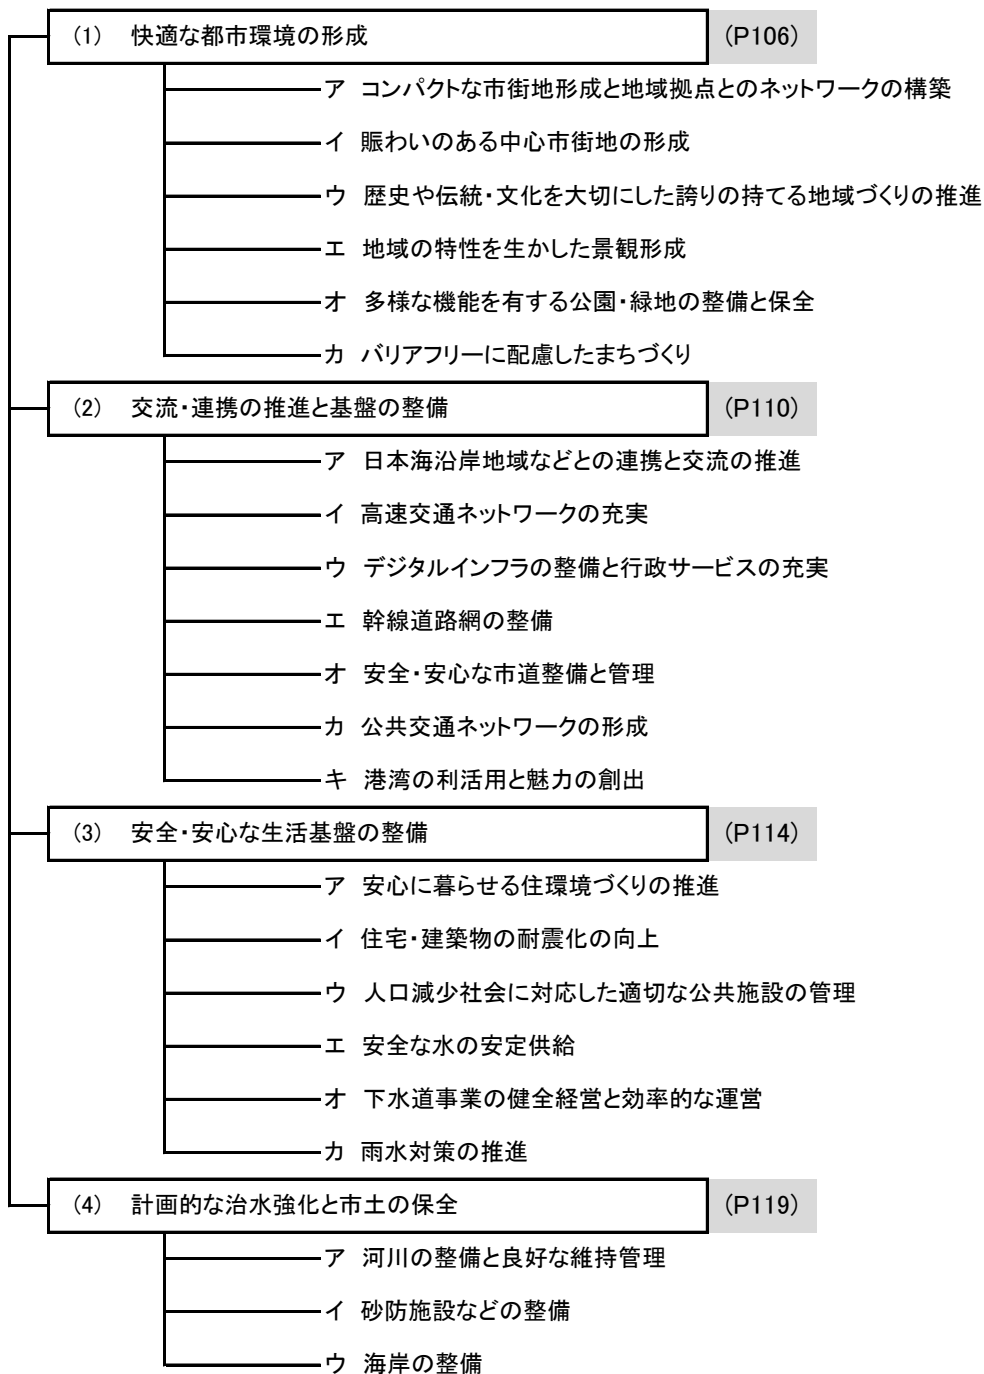 (1) 快適な都市環境の形成 (P106)
ア コンパクトな市街地形成と地域拠点とのネットワークの構築
イ 賑わいのある中心市街地の形成
ウ 歴史や伝統・文化を大切にした誇りの持てる地域づくりの推進
エ 地域の特性を生かした景観形成
オ 多様な機能を有する公園・緑地の整備と保全
カ バリアフリーに配慮したまちづくり
(2) 交流・連携の推進と基盤の整備 (P110)
ア 日本海沿岸地域などとの連携と交流の推進
イ 高速交通ネットワークの充実
ウ デジタルインフラの整備と行政サービスの充実
エ 幹線道路網の整備
オ 安全・安心な市道整備と管理
カ 公共交通ネットワークの形成
キ 港湾の利活用と魅力の創出
(3) 安全・安心な生活基盤の整備 (P114)
ア 安心に暮らせる住環境づくりの推進
イ 住宅・建築物の耐震化の向上
ウ 人口減少社会に対応した適切な公共施設の管理
エ 安全な水の安定供給
オ 下水道事業の健全経営と効率的な運営
カ 雨水対策の推進
(4) 計画的な治水強化と市土の保全 (P119)
ア 河川の整備と良好な維持管理
イ 砂防施設などの整備
ウ 海岸の整備